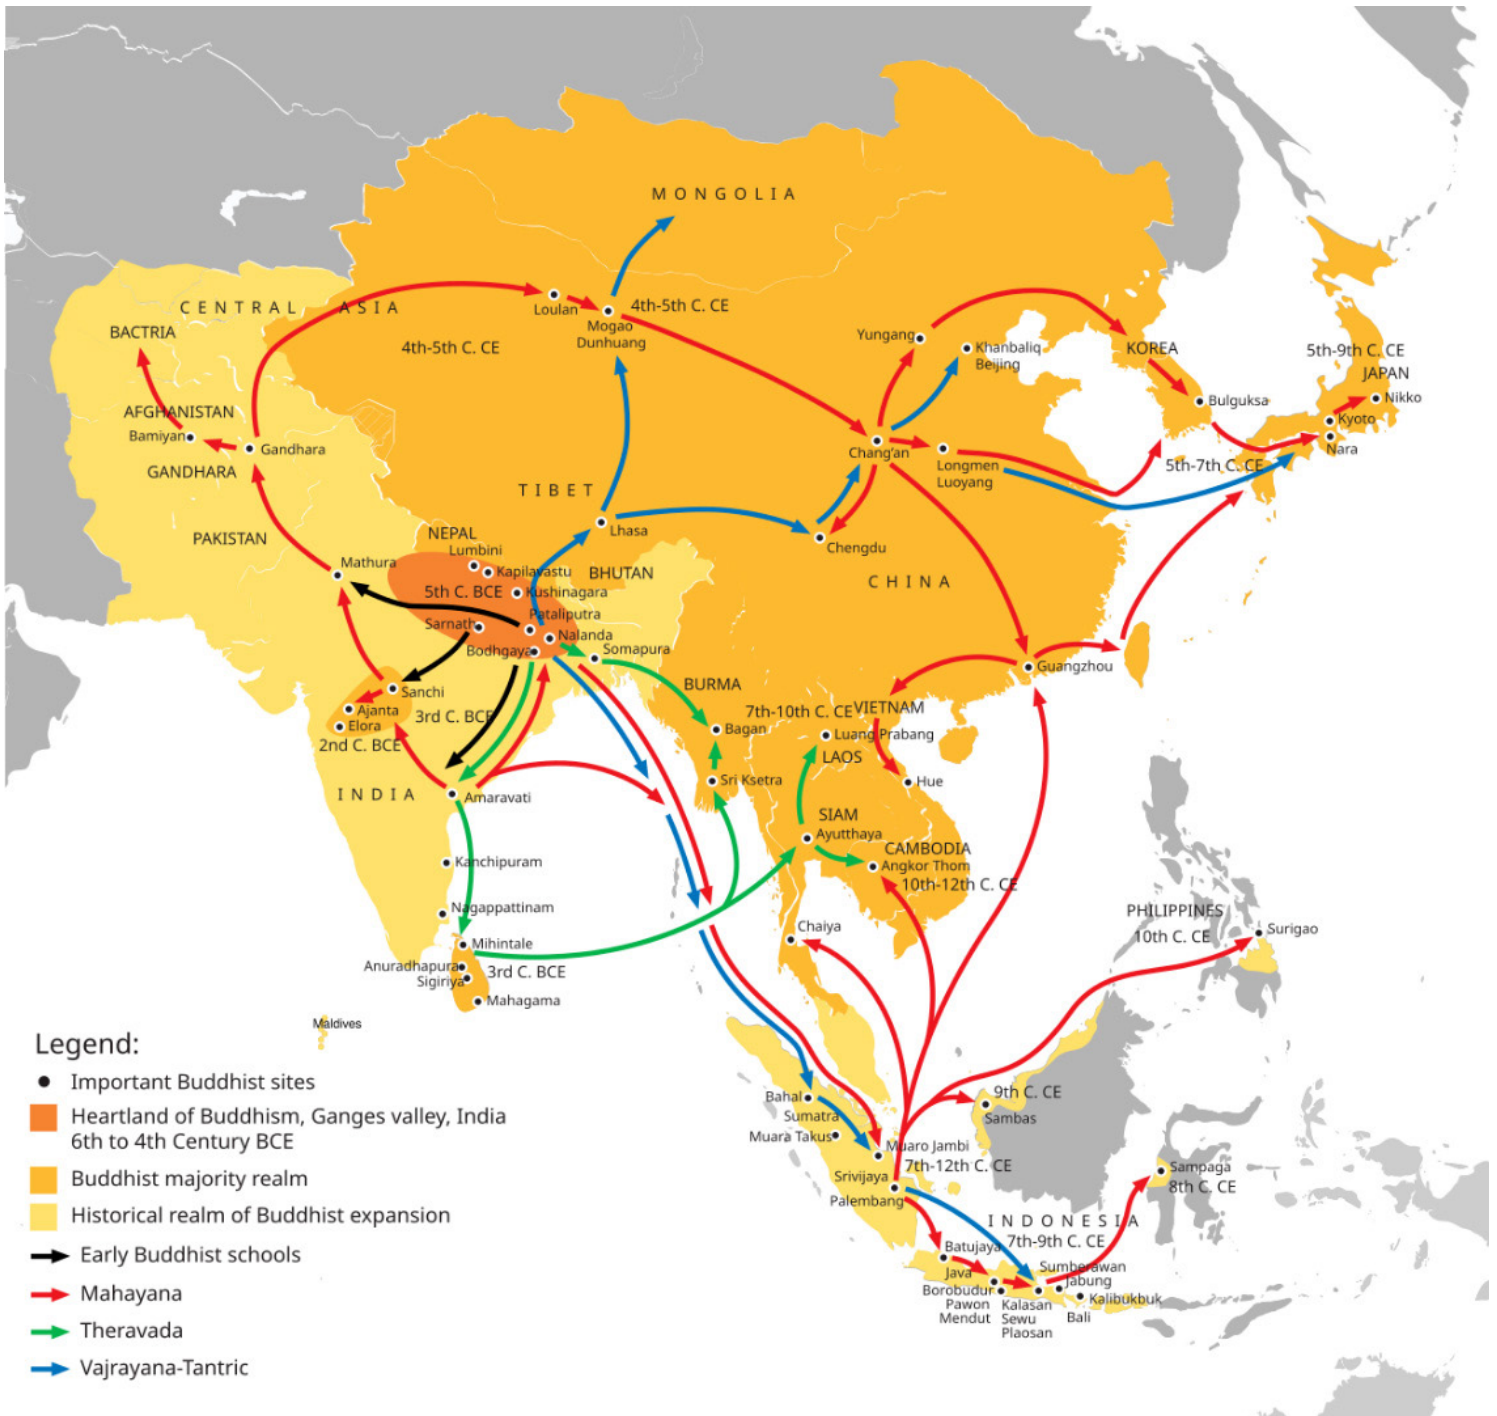 MONGOLIA
CENTRAL ASIA
BACTRIA
Loulan
4th-5th C. CE
Mogao
Dunhuang
4th-5th C. CE
Yungang
Khanbaliq
Beijing
KOREA
5th-9th C. CE
JAPAN
Nikko
Bulguksa
Kyoto
Nara
AFGHANISTAN
Bamiyan
Gandhara
GANDHARA
Chang'an
Longmen
Luoyang
5th-7th C. CE
TIBET
Lhasa
Chengdu
PAKISTAN
NEPAL
Lumbini
Mathura
Kapilavastu
BHUTAN
CHINA
5th C. BCE
Kushinagara
Pataliputra
Sarnath
Nalanda
Bodhgaya
Somapura
Guangzhou
BURMA
Sanchi
Ajanta
3rd C. BCE
Elora
2nd C. BCE
7th-10th C. CE
VIETNAM
Bagan
Luang Prabang
LAOS
Sri Ksetra
Hue
INDIA
Amaravati
SIAM
Ayutthaya
CAMBODIA
Angkor Thom
10th-12th C. CE
Kanchipuram
Nagappattinam
PHILIPPINES
10th C. CE
Surigao
Chaiya
Mihintale
Anuradhapura
3rd C. BCE
Sigiriya
Mahagama
Maldives
Bahal
Sumatra
Muara Takus
9th C. CE
Sambas
Muaro Jambi
7th-12th C. CE
Srivijaya
Palembang
Sampaga
8th C. CE
INDONESIA
7th-9th C. CE
Batujaya
Java
Sumberawan
Jabung
Borobudur
Pawon
Mendut
Kalasan
Sewu
Plaosan
Kalibukbuk
Bali
Legend:
Important Buddhist sites
Heartland of Buddhism, Ganges valley, India
6th to 4th Century BCE
Buddhist majority realm
Historical realm of Buddhist expansion
Early Buddhist schools
Mahayana
Theravada
Vajrayana-Tantric